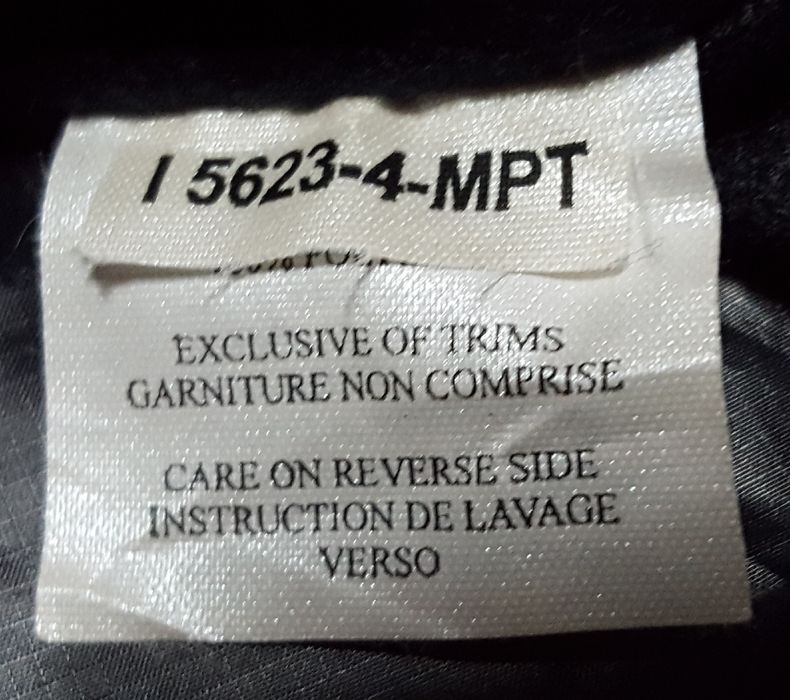 I 5623-4-MPT
EXCLUSIVE OF TRIMS
GARNITURE NON COMPRISE
CARE ON REVERSE SIDE
INSTRUCTION DE LAVAGE
VERSO